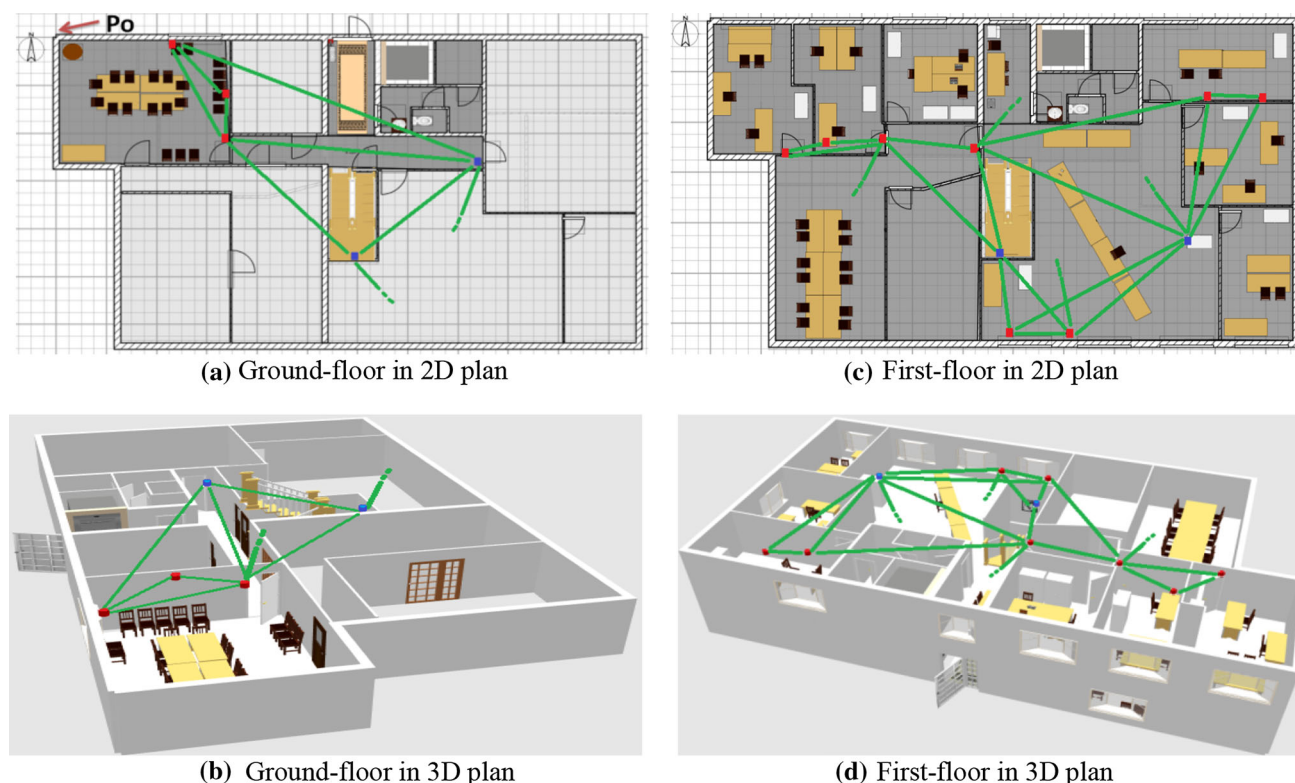 Po
N
N
(a) Ground-floor in 2D plan
(c) First-floor in 2D plan
(b) Ground-floor in 3D plan
(d) First-floor in 3D plan